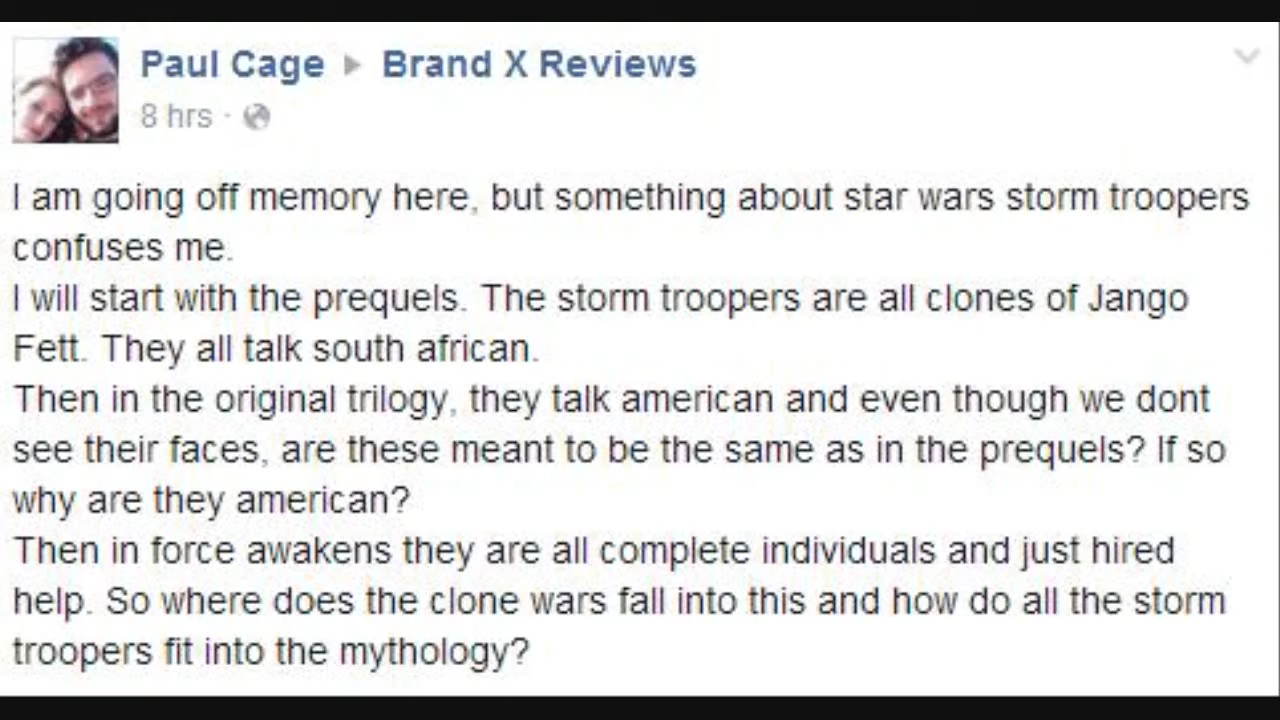 Paul Cage ▸ Brand X Reviews
8 hrs ·
I am going off memory here, but something about star wars storm troopers
confuses me.
I will start with the prequels. The storm troopers are all clones of Jango
Fett. They all talk south african.
Then in the original trilogy, they talk american and even though we dont
see their faces, are these meant to be the same as in the prequels? If so
why are they american?
Then in force awakens they are all complete individuals and just hired
help. So where does the clone wars fall into this and how do all the storm
troopers fit into the mythology?